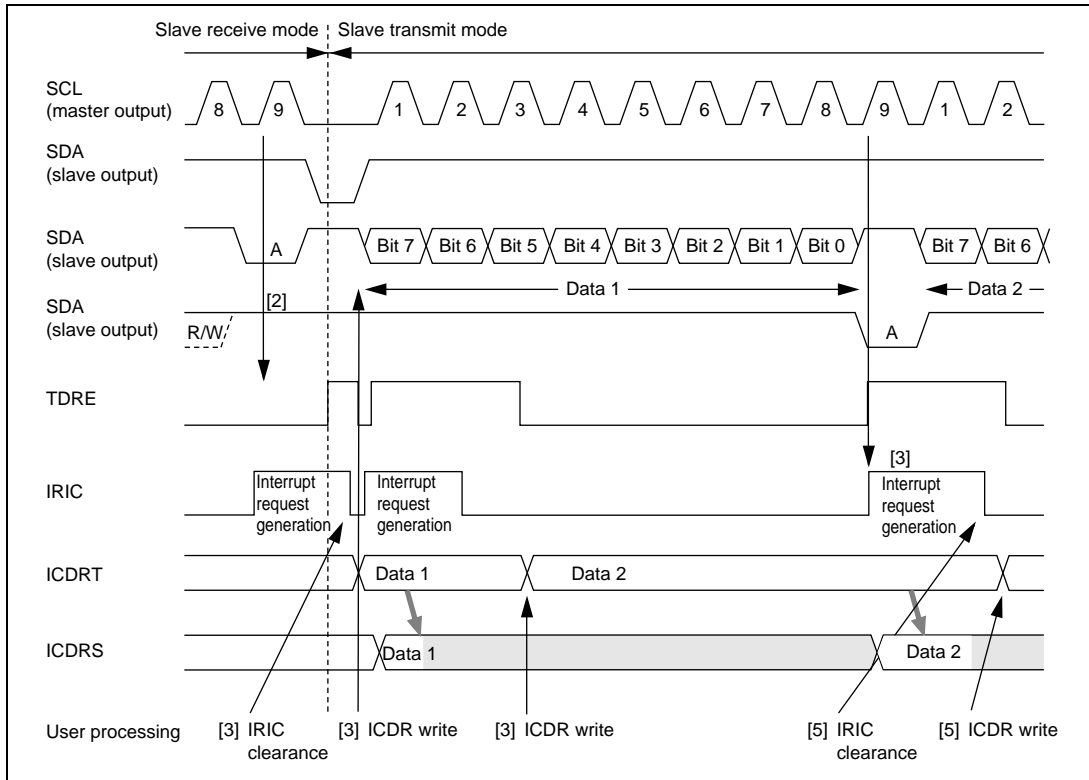 Slave receive mode Slave transmit mode
SCL
(master output)
8 9 1 2 3 4 5 6 7 8 9 1 2
SDA
(slave output)
SDA
(slave output)
A Bit 7 Bit 6 Bit 5 Bit 4 Bit 3 Bit 2 Bit 1 Bit 0 Bit 7 Bit 6
Data 1 Data 2
[2]
SDA
(slave output)
R/W A
TDRE
[3]
IRIC
Interrupt request generation
Interrupt request generation
Interrupt request generation
ICDRT
Data 1 Data 2
ICDRS
Data 1 Data 2
User processing
[3] IRIC clearance
[3] ICDR write
[3] ICDR write
[5] IRIC clearance
[5] ICDR write